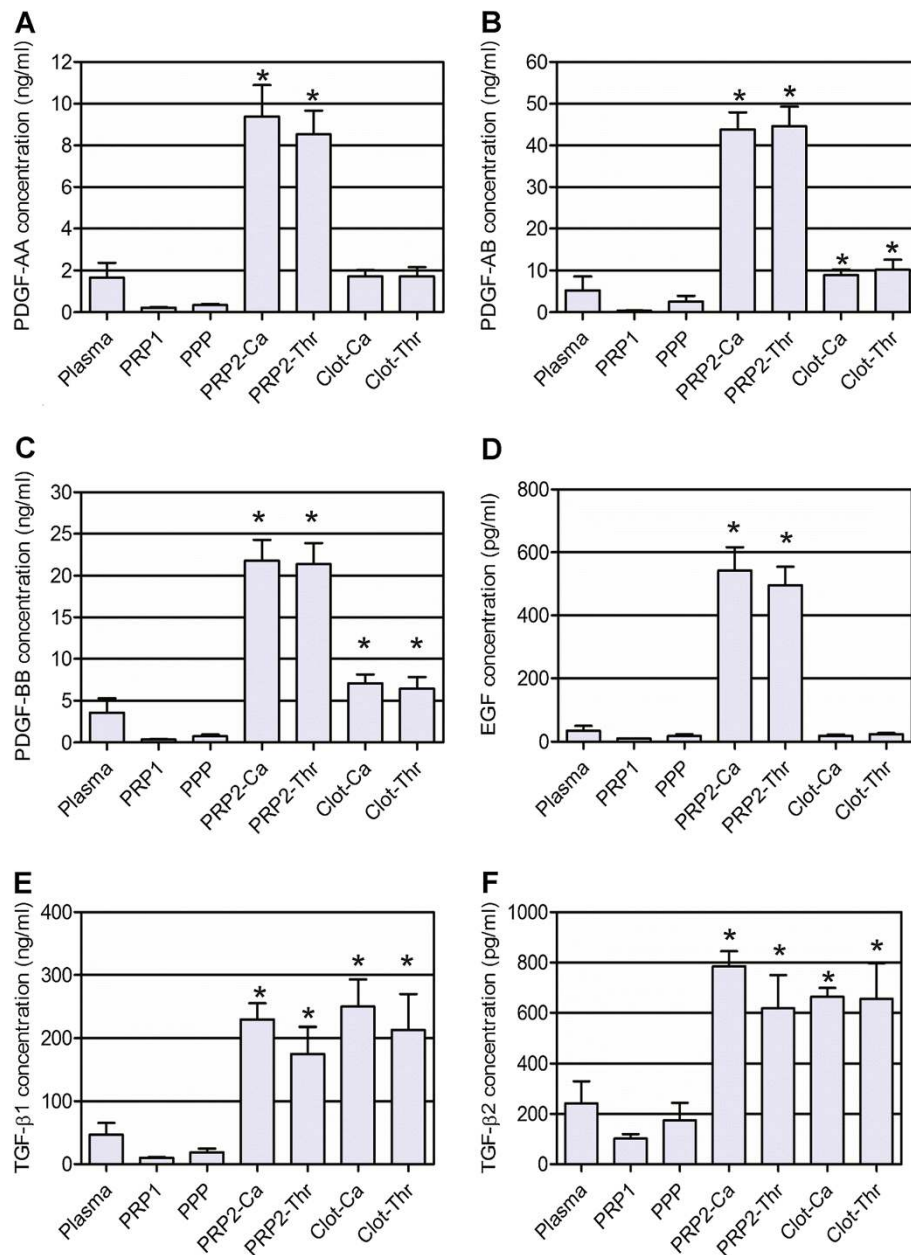 A
PDGF-AA concentration (ng/ml)
12
10
8
6
4
2
0
* *
Plasma PRP1 PPP PRP2-Ca PRP2-Thr Clot-Ca Clot-Thr
B
PDGF-AB concentration (ng/ml)
60
50
40
30
20
10
0
* * * *
Plasma PRP1 PPP PRP2-Ca PRP2-Thr Clot-Ca Clot-Thr
C
PDGF-BB concentration (ng/ml)
30
25
20
15
10
5
0
* * * *
Plasma PRP1 PPP PRP2-Ca PRP2-Thr Clot-Ca Clot-Thr
D
EGF concentration (pg/ml)
800
600
400
200
0
* *
Plasma PRP1 PPP PRP2-Ca PRP2-Thr Clot-Ca Clot-Thr
E
TGF-β1 concentration (ng/ml)
400
300
200
100
0
* * * *
Plasma PRP1 PPP PRP2-Ca PRP2-Thr Clot-Ca Clot-Thr
F
TGF-β2 concentration (pg/ml)
1000
800
600
400
200
0
* * * *
Plasma PRP1 PPP PRP2-Ca PRP2-Thr Clot-Ca Clot-Thr